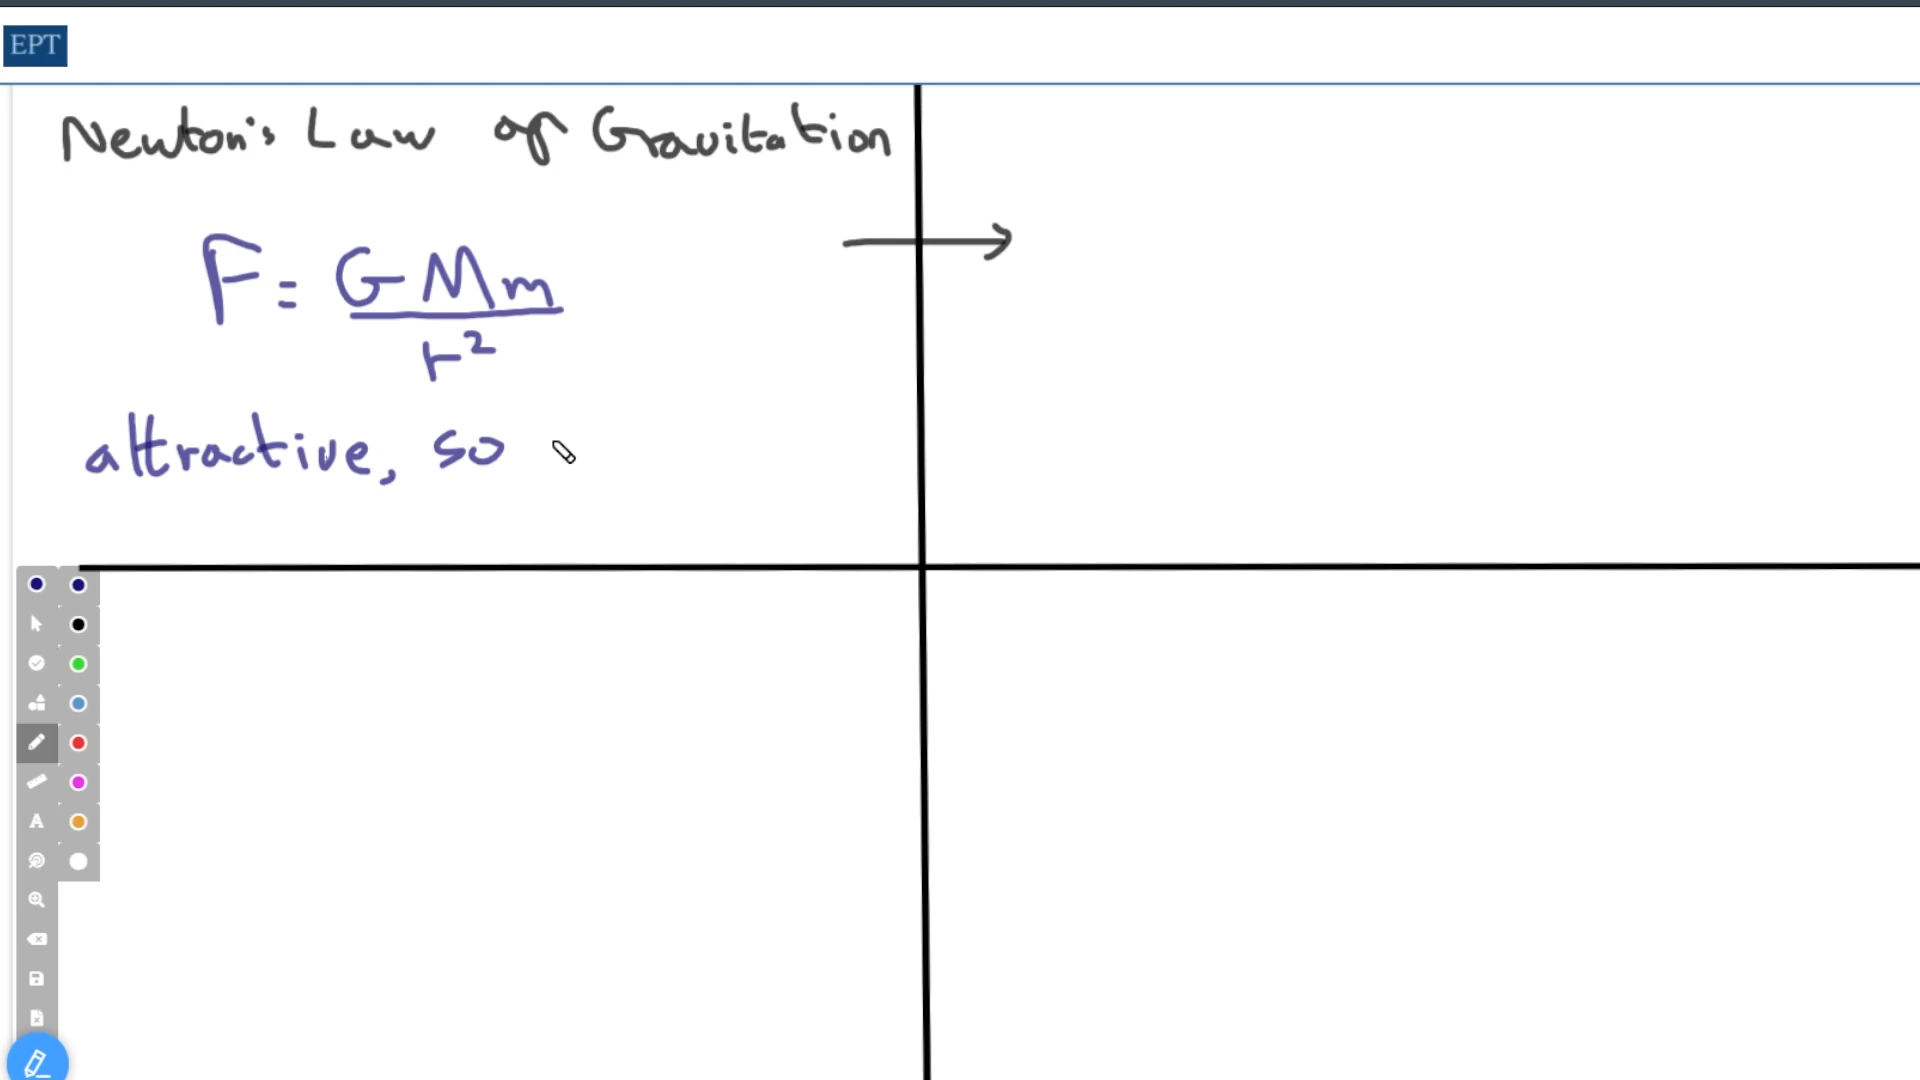 EPT
Newton's Law of Gravitation
F = GMm
r²
attractive, so
A